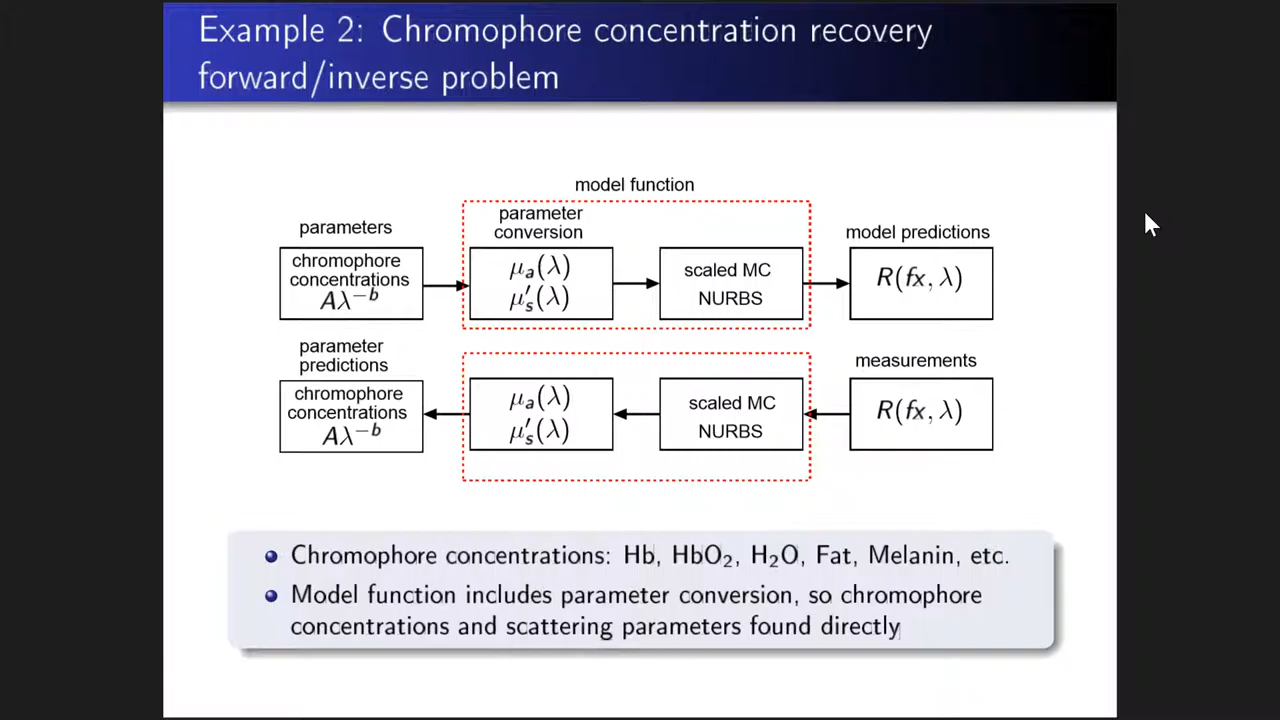 Example 2: Chromophore concentration recovery
forward/inverse problem
model function
parameters
parameter
conversion
model predictions
chromophore
concentrations
Aλ⁻ᵇ
μₐ(λ)
μ′ₛ(λ)
scaled MC
NURBS
R(fx, λ)
parameter
predictions
measurements
chromophore
concentrations
Aλ⁻ᵇ
μₐ(λ)
μ′ₛ(λ)
scaled MC
NURBS
R(fx, λ)
Chromophore concentrations: Hb, HbO₂, H₂O, Fat, Melanin, etc.
Model function includes parameter conversion, so chromophore
concentrations and scattering parameters found directly